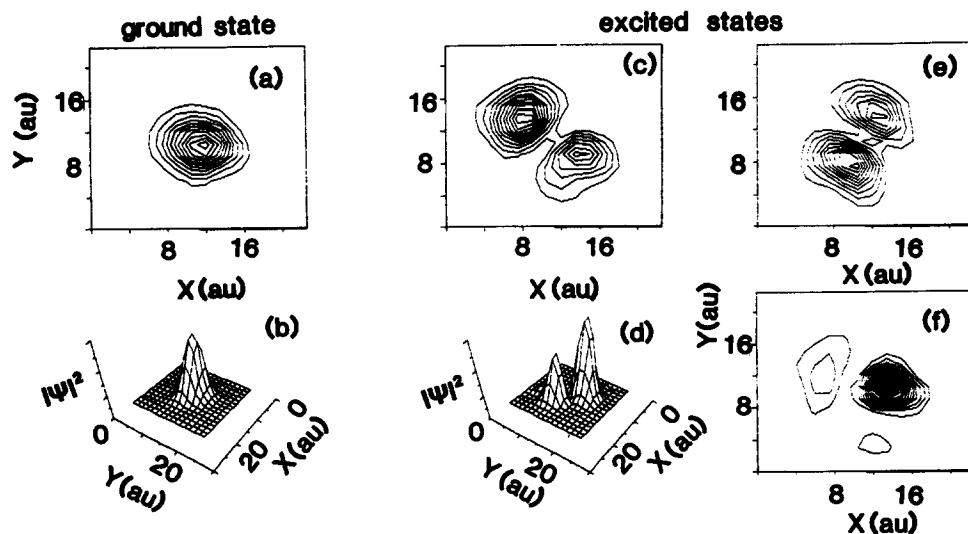 ground state
excited states
(a)
Y (au)
16
8
8
16
X (au)
(c)
16
8
8
16
X (au)
(e)
16
8
8
16
X (au)
(b)
|Ψ|²
0
20
Y (au)
0
20
X (au)
(d)
|Ψ|²
0
20
Y (au)
0
20
X (au)
(f)
Y (au)
16
8
8
16
X (au)